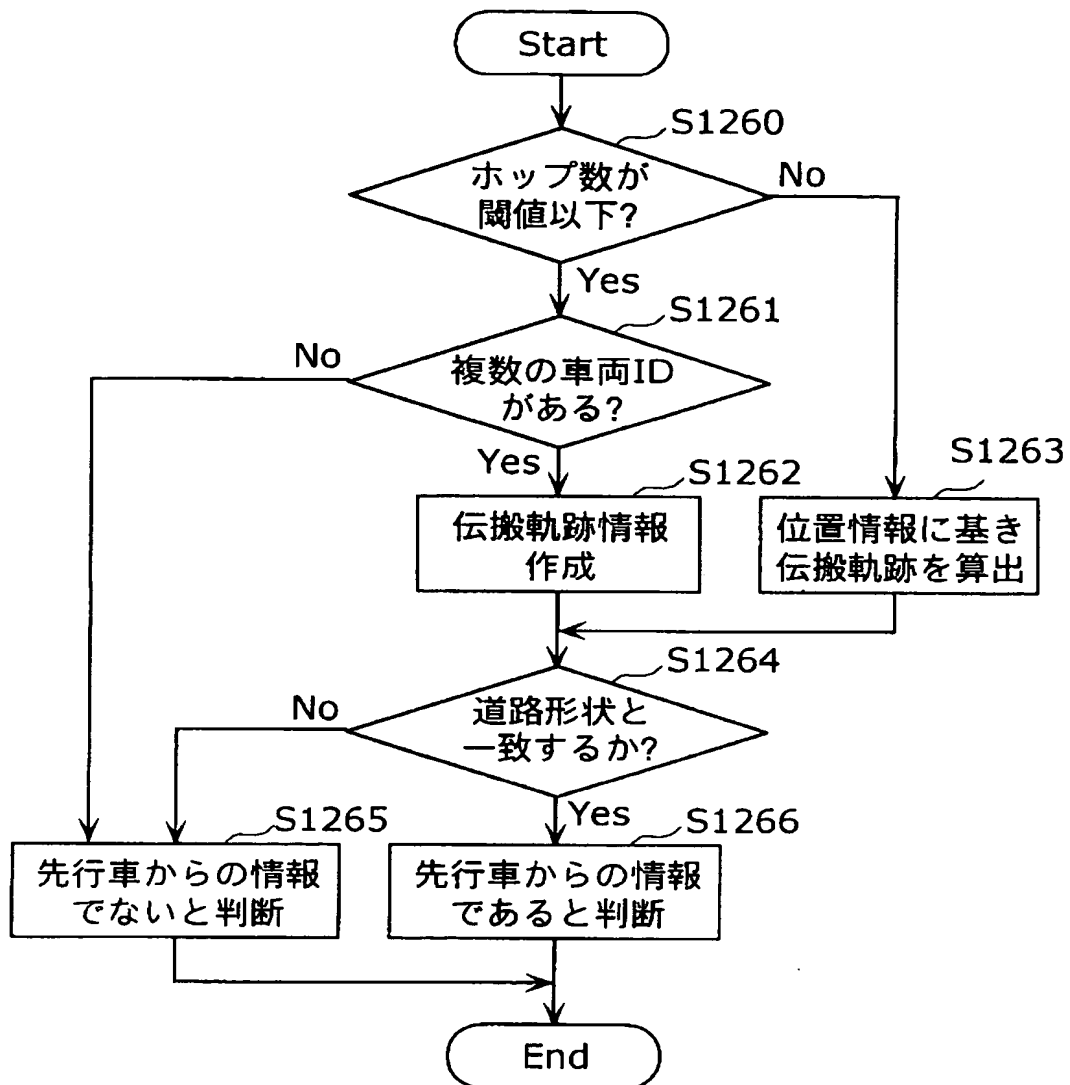 Start
S1260
ホップ数が
閾値以下?
No
Yes
S1261
No
複数の車両ID
がある?
Yes
S1262
S1263
伝搬軌跡情報
作成
位置情報に基き
伝搬軌跡を算出
S1264
No
道路形状と
一致するか?
Yes
S1265
S1266
先行車からの情報
でないと判断
先行車からの情報
であると判断
End